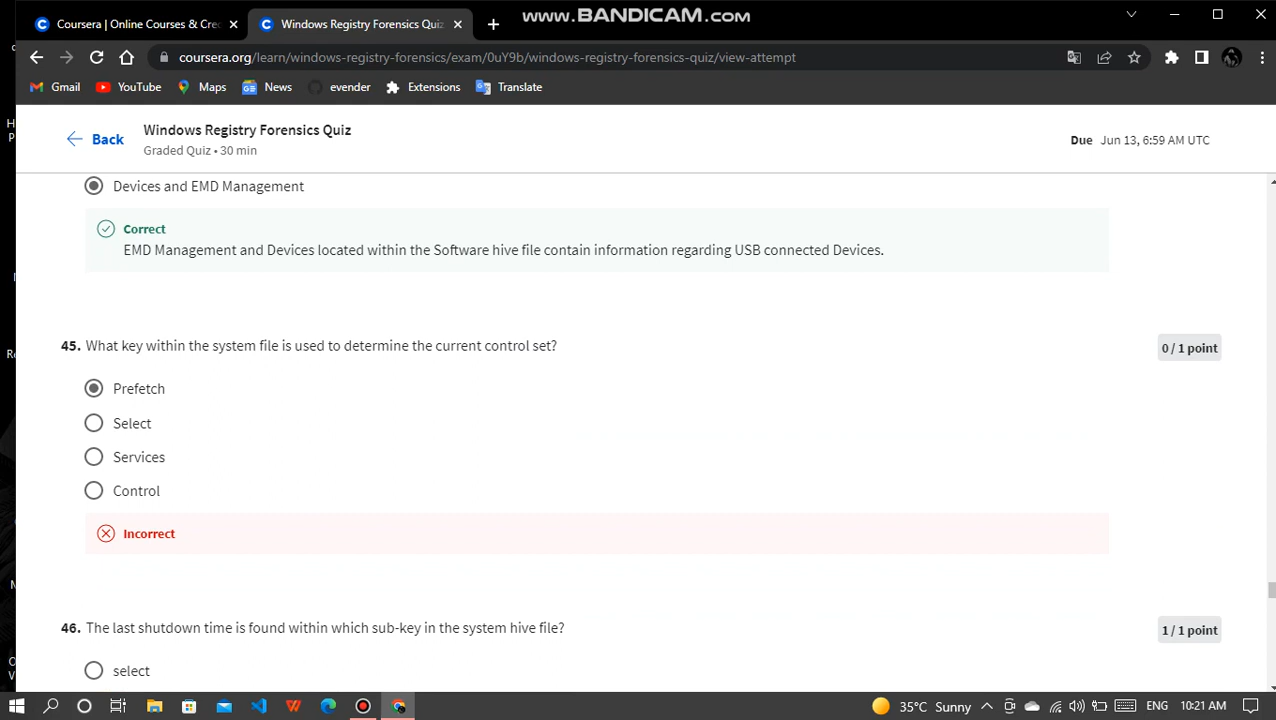 www.BANDICAM.com
Coursera | Online Courses & Cre
Windows Registry Forensics Quiz
coursera.org/learn/windows-registry-forensics/exam/0uY9b/windows-registry-forensics-quiz/view-attempt
Gmail YouTube Maps News evender Extensions Translate
Back
Windows Registry Forensics Quiz
Graded Quiz • 30 min
Due Jun 13, 6:59 AM UTC
Devices and EMD Management
Correct
EMD Management and Devices located within the Software hive file contain information regarding USB connected Devices.
45. What key within the system file is used to determine the current control set?
0 / 1 point
Prefetch
Select
Services
Control
Incorrect
46. The last shutdown time is found within which sub-key in the system hive file?
1 / 1 point
select
35°C Sunny ENG 10:21 AM